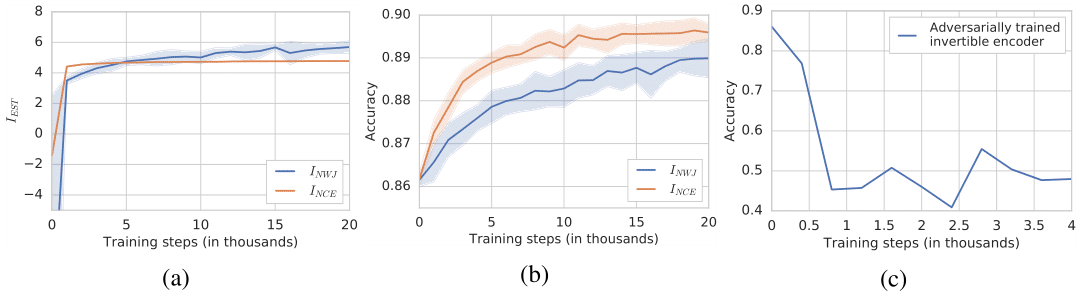 8
6
4
2
0
−2
−4
I_EST
0 5 10 15 20
Training steps (in thousands)
I_NWJ
I_NCE
(a)
0.90
0.89
0.88
0.87
0.86
Accuracy
0 5 10 15 20
Training steps (in thousands)
I_NWJ
I_NCE
(b)
0.9
0.8
0.7
0.6
0.5
0.4
Accuracy
0 0.5 1 1.5 2 2.5 3 3.5 4
Training steps (in thousands)
Adversarially trained
invertible encoder
(c)